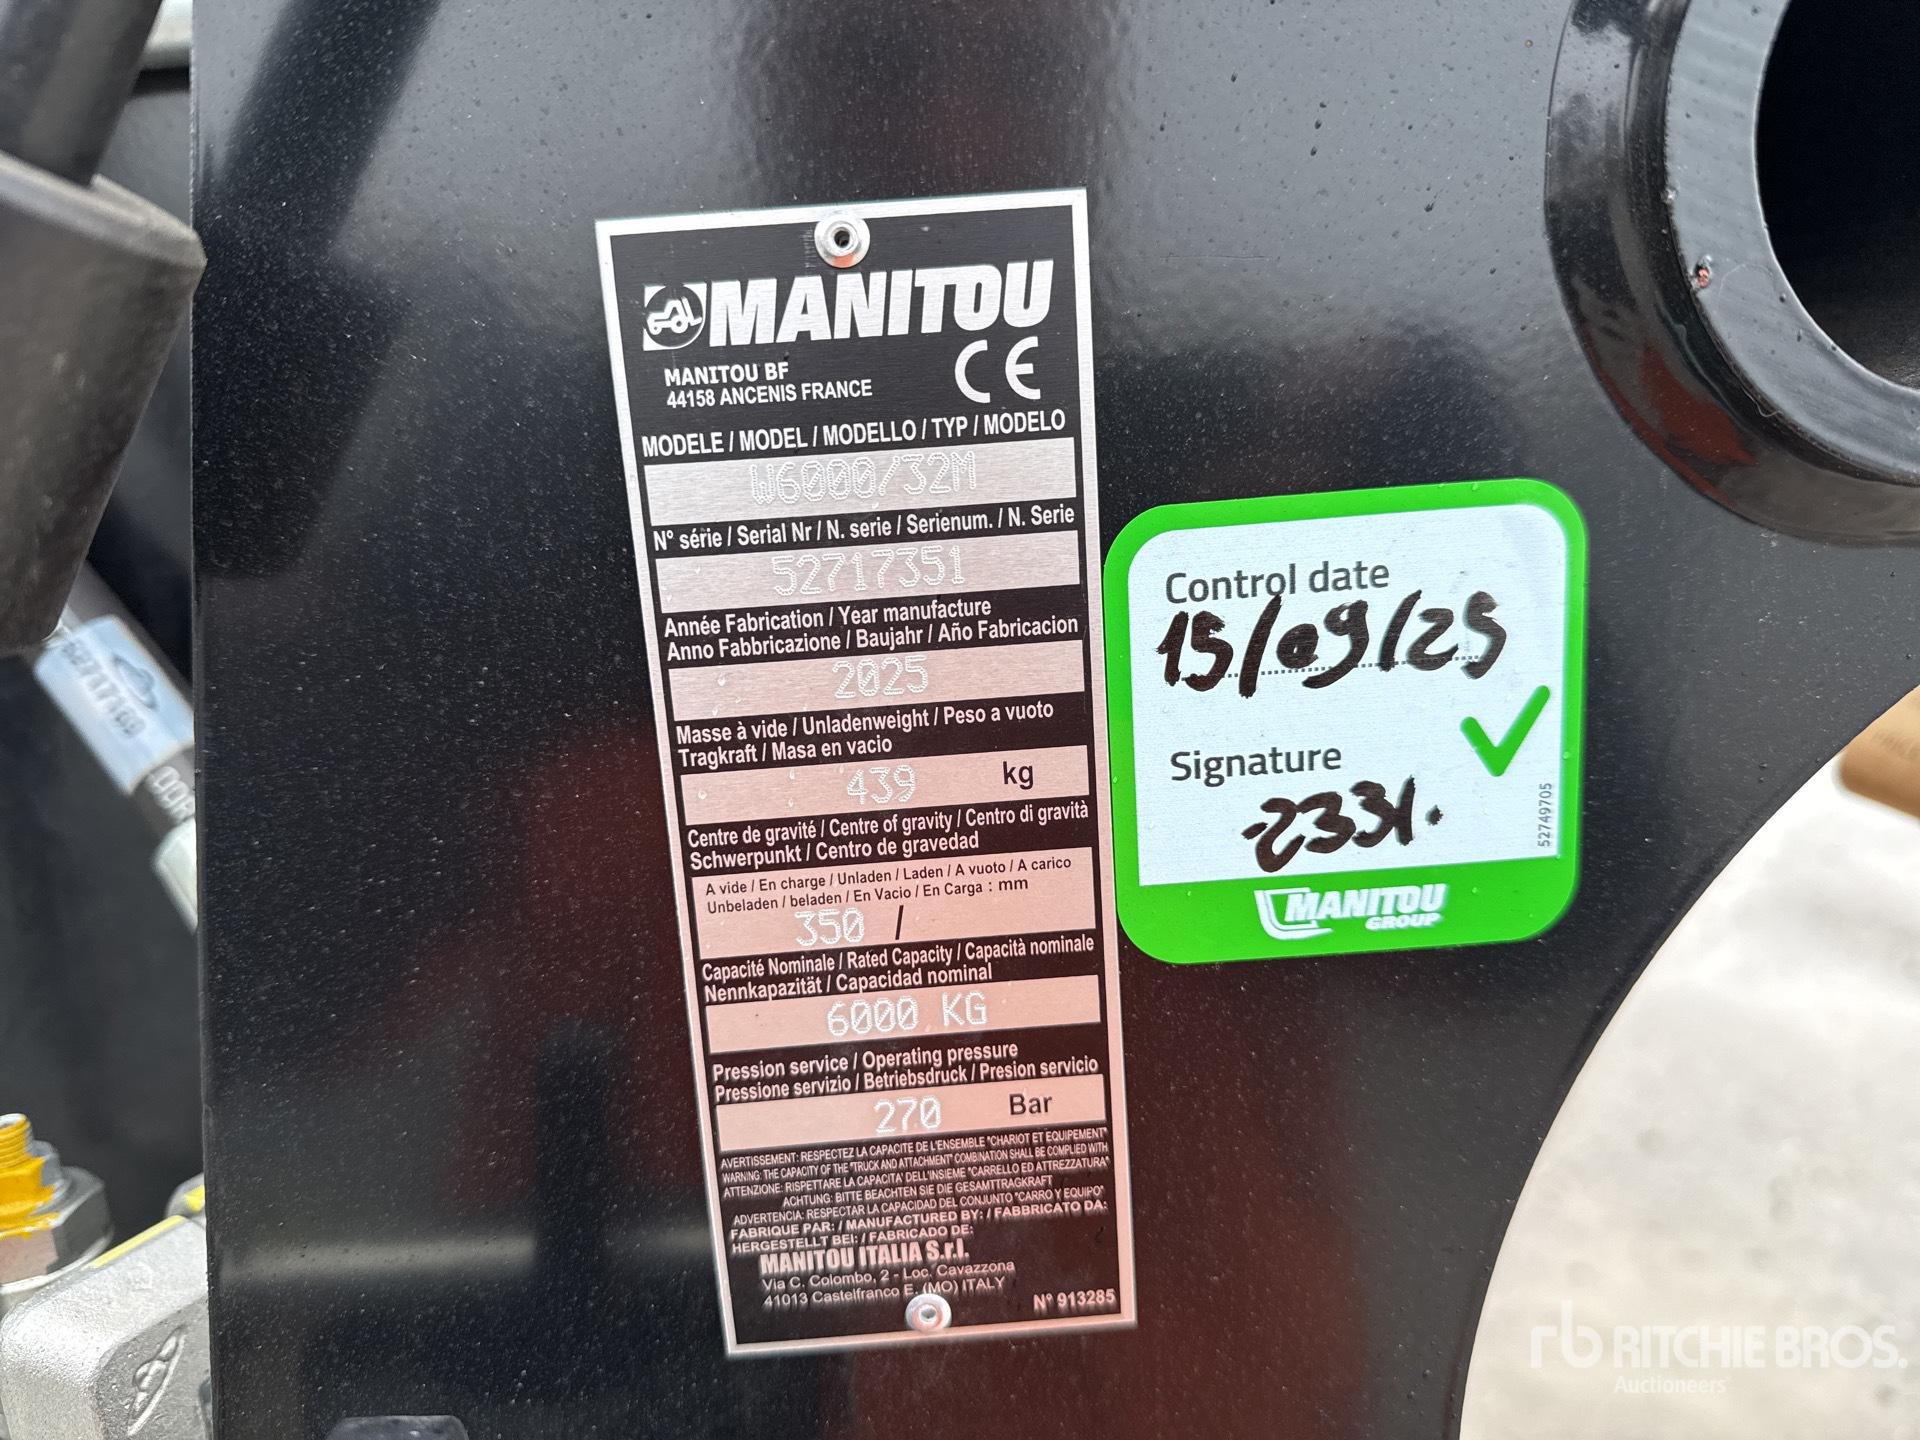 MANITOU
MANITOU BF
44158 ANCENIS FRANCE
CE
MODELE / MODEL / MODELLO / TYP / MODELO
W6000/32M
N° série / Serial Nr / N. serie / Serienum. / N. Serie
52717351
Année Fabrication / Year manufacture
Anno Fabbricazione / Baujahr / Año Fabricacion
2025
Masse à vide / Unladenweight / Peso a vuoto
Tragkraft / Masa en vacio
439 kg
Centre de gravité / Centre of gravity / Centro di gravità
Schwerpunkt / Centro de gravedad
A vide / En charge / Unladen / Laden / A vuoto / A carico
Unbeladen / beladen / En Vacio / En Carga : mm
350 /
Capacité Nominale / Rated Capacity / Capacità nominale
Nennkapazität / Capacidad nominal
6000 KG
Pression service / Operating pressure
Pressione servizio / Betriebsdruck / Presion servicio
270 Bar
AVERTISSEMENT: RESPECTEZ LA CAPACITE DE L'ENSEMBLE "CHARIOT ET EQUIPEMENT"
WARNING: THE CAPACITY OF THE "TRUCK AND ATTACHMENT" COMBINATION SHALL BE COMPLIED WITH
ATTENZIONE: RISPETTARE LA CAPACITA' DELL'INSIEME "CARRELLO ED ATTREZZATURA"
ACHTUNG: BITTE BEACHTEN SIE DIE GESAMTTRAGKRAFT
ADVERTENCIA: RESPECTAR LA CAPACIDAD DEL CONJUNTO "CARRO Y EQUIPO"
FABRIQUE PAR: / MANUFACTURED BY: / FABBRICATO DA:
HERGESTELLT BEI: / FABRICADO DE:
MANITOU ITALIA S.r.l.
Via C. Colombo, 2 - Loc. Cavazzona
41013 Castelfranco E. (MO) ITALY
N° 913285
Control date
15/09/25
Signature
-2331.
52749705
MANITOU
GROUP
rb RITCHIE BROS.
Auctioneers